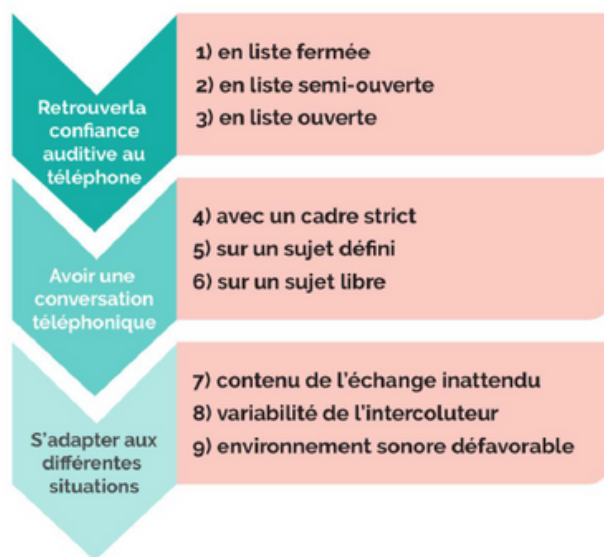 Retrouverla
confiance
auditive au
téléphone
1) en liste fermée
2) en liste semi-ouverte
3) en liste ouverte
Avoir une
conversation
téléphonique
4) avec un cadre strict
5) sur un sujet défini
6) sur un sujet libre
S'adapter aux
différentes
situations
7) contenu de l'échange inattendu
8) variabilité de l'intercoluteur
9) environnement sonore défavorable